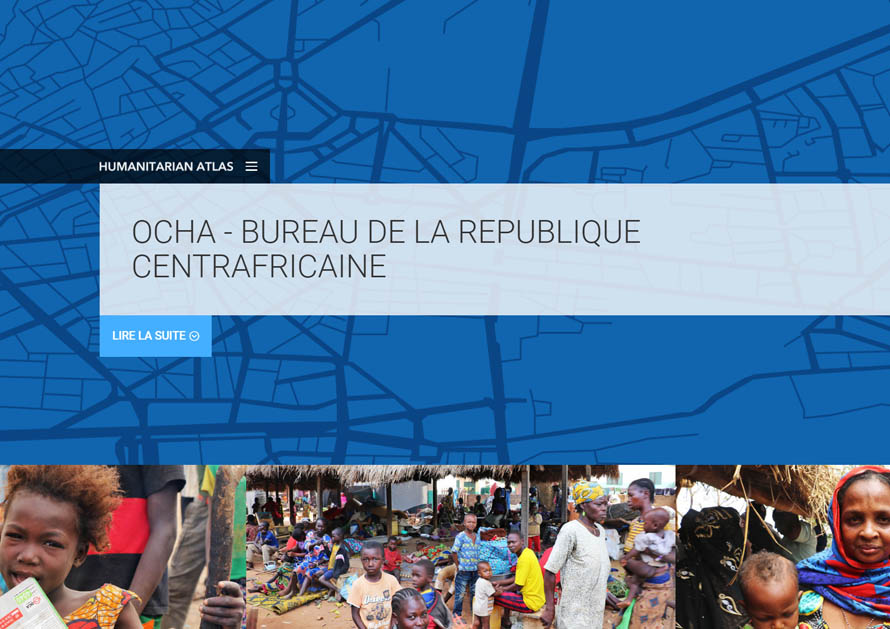 HUMANITARIAN ATLAS
OCHA - BUREAU DE LA REPUBLIQUE
CENTRAFRICAINE
LIRE LA SUITE